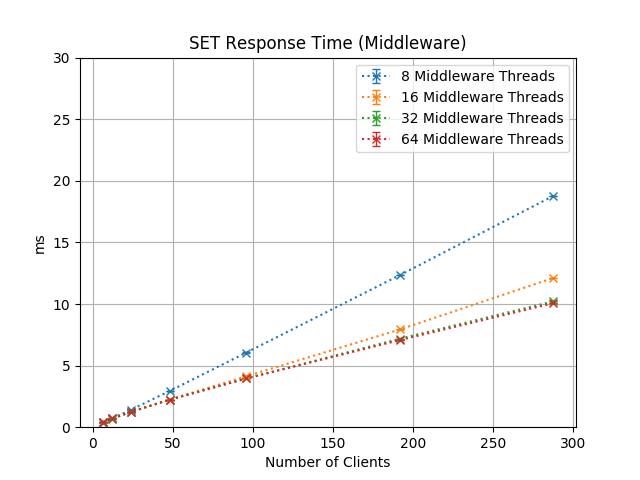 SET Response Time (Middleware)
30
25
20
15
10
5
0
ms
8 Middleware Threads
16 Middleware Threads
32 Middleware Threads
64 Middleware Threads
0 50 100 150 200 250 300
Number of Clients